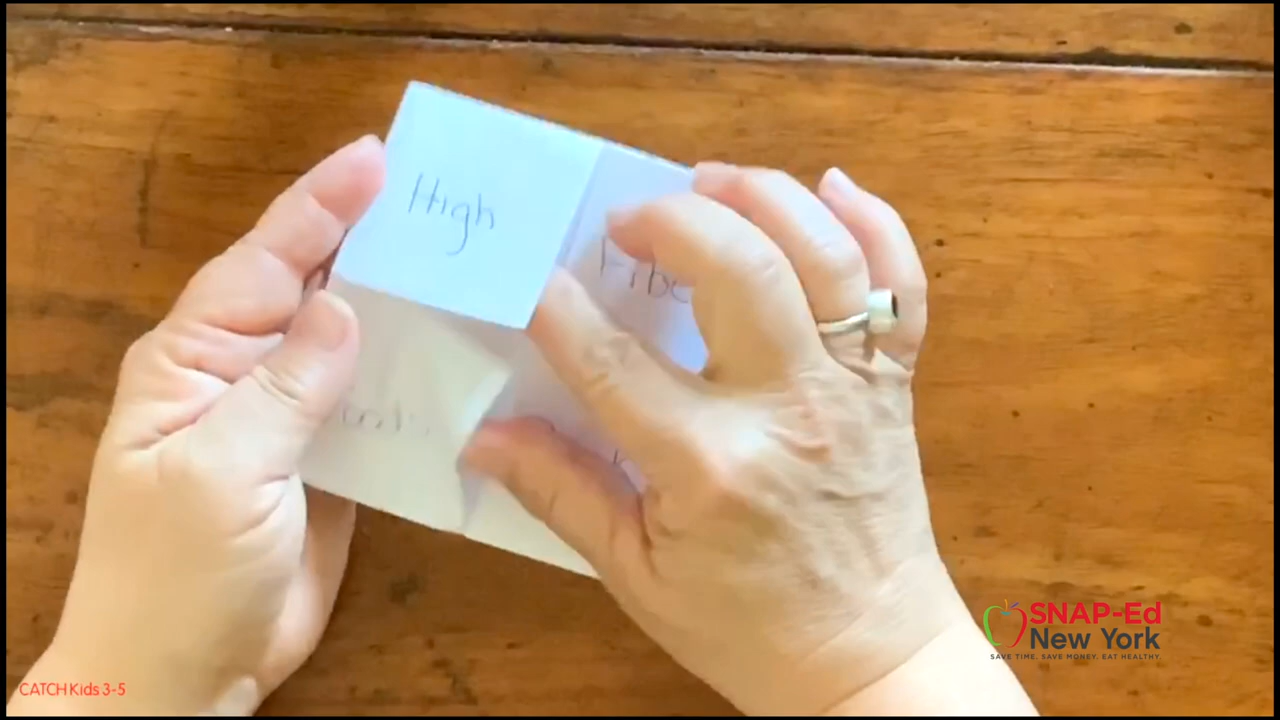 High
SNAP-Ed
New York
SAVE TIME. SAVE MONEY. EAT HEALTHY.
CATCH Kids 3-5